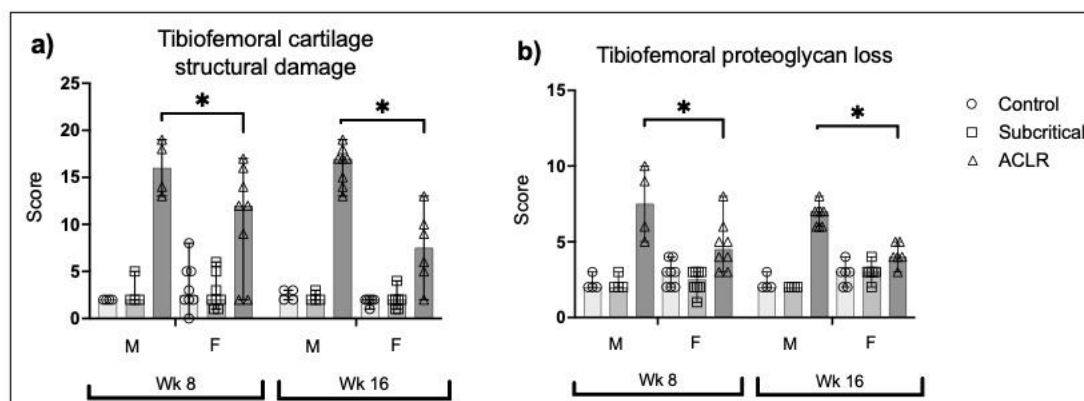 a)
Tibiofemoral cartilage
structural damage
25
20
15
10
5
0
Score
*
*
M
F
M
F
Wk 8
Wk 16
b)
Tibiofemoral proteoglycan loss
15
10
5
0
Score
*
*
M
F
M
F
Wk 8
Wk 16
Control
Subcritical
ACLR